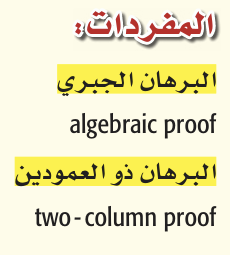 المفردات:
البرهان الجبري
algebraic proof
البرهان ذو العمودين
two-column proof